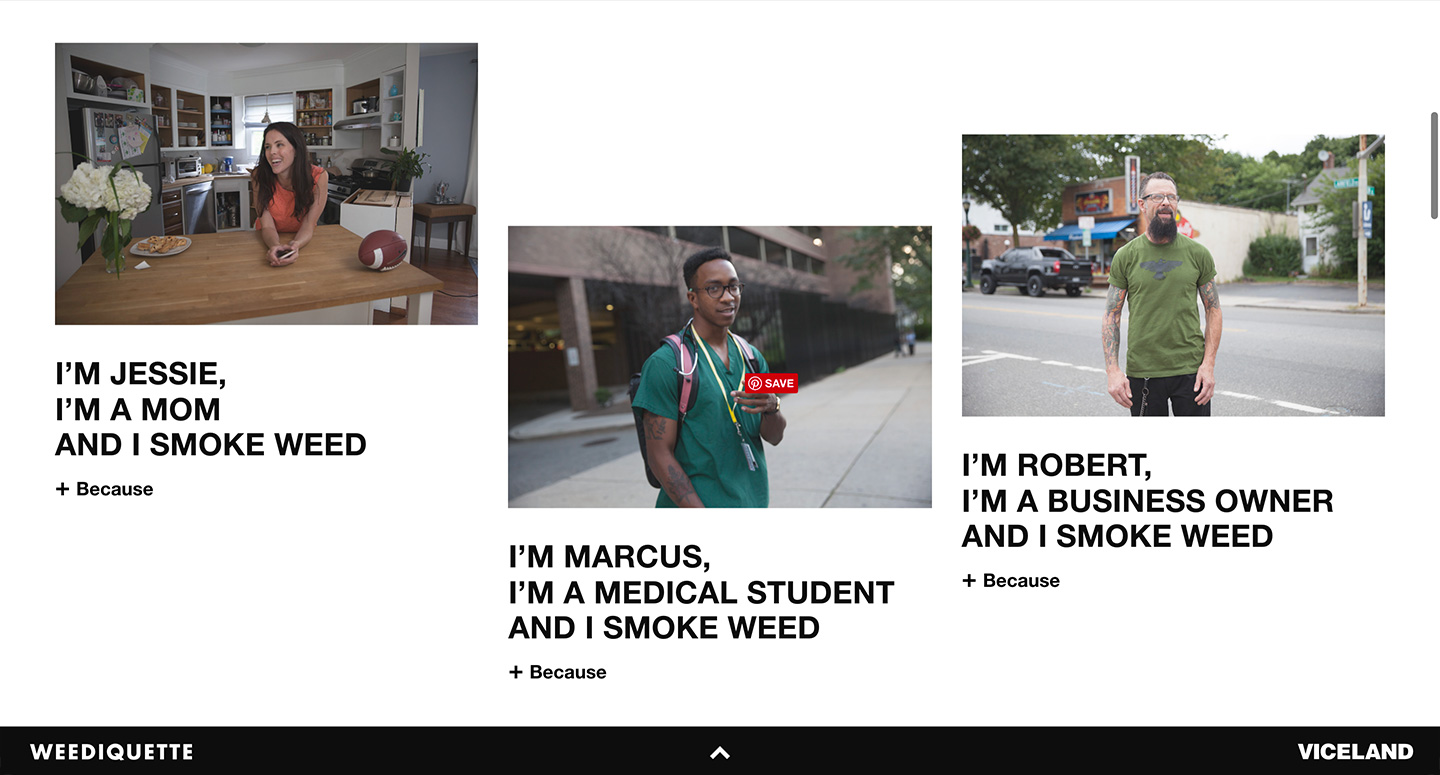 I’M JESSIE,
I’M A MOM
AND I SMOKE WEED
+ Because
SAVE
I’M MARCUS,
I’M A MEDICAL STUDENT
AND I SMOKE WEED
+ Because
I’M ROBERT,
I’M A BUSINESS OWNER
AND I SMOKE WEED
+ Because
WEEDIQUETTE
VICELAND